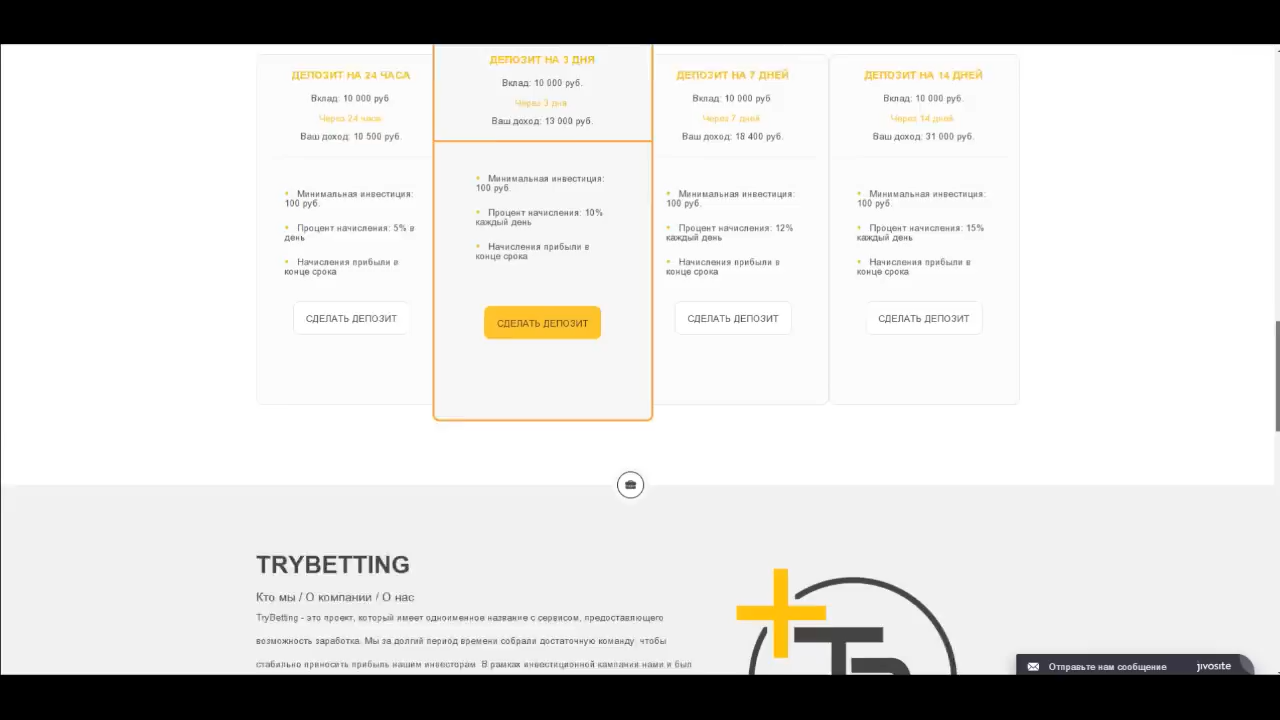 ДЕПОЗИТ НА 24 ЧАСА
Вклад: 10 000 руб
Через 24 часа
Ваш доход: 10 500 руб.
Минимальная инвестиция:
100 руб.
Процент начисления: 5% в
день
Начисления прибыли в
конце срока
СДЕЛАТЬ ДЕПОЗИТ
ДЕПОЗИТ НА 3 ДНЯ
Вклад: 10 000 руб.
Через 3 дня
Ваш доход: 13 000 руб.
Минимальная инвестиция:
100 руб
Процент начисления: 10%
каждый день
Начисления прибыли в
конце срока
СДЕЛАТЬ ДЕПОЗИТ
ДЕПОЗИТ НА 7 ДНЕЙ
Вклад: 10 000 руб
Через 7 дней
Ваш доход: 18 400 руб.
Минимальная инвестиция:
100 руб.
Процент начисления: 12%
каждый день
Начисления прибыли в
конце срока
СДЕЛАТЬ ДЕПОЗИТ
ДЕПОЗИТ НА 14 ДНЕЙ
Вклад: 10 000 руб.
Через 14 дней
Ваш доход: 31 000 руб.
Минимальная инвестиция:
100 руб.
Процент начисления: 15%
каждый день
Начисления прибыли в
конце срока
СДЕЛАТЬ ДЕПОЗИТ
TRYBETTING
Кто мы / О компании / О нас
TryBetting - это проект, который имеет одноименное название с сервисом, предоставляющего
возможность заработка. Мы за долгий период времени собрали достаточную команду, чтобы
стабильно приносить прибыль нашим инвесторам. В рамках инвестиционной кампании нами и был
Отправьте нам сообщение
jivosite